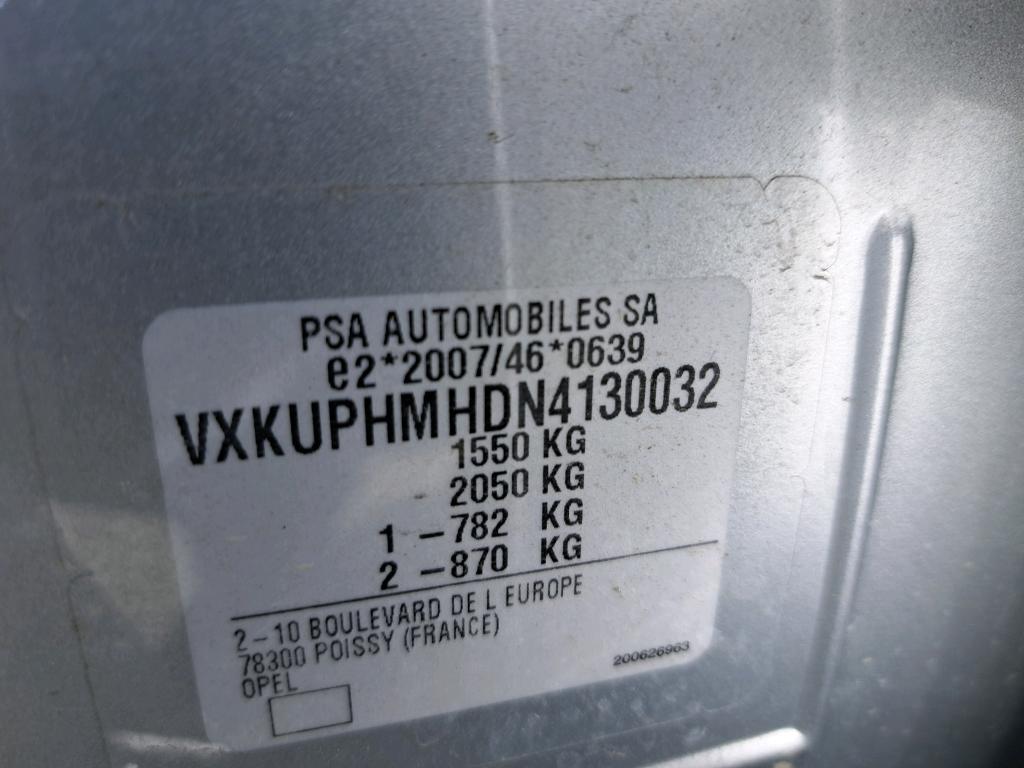 PSA AUTOMOBILES SA
e2*2007/46*0639
VXKUPHMHDN4130032
1550 KG
2050 KG
1 -782 KG
2 -870 KG
2-10 BOULEVARD DE L EUROPE
78300 POISSY (FRANCE)
OPEL
200626963